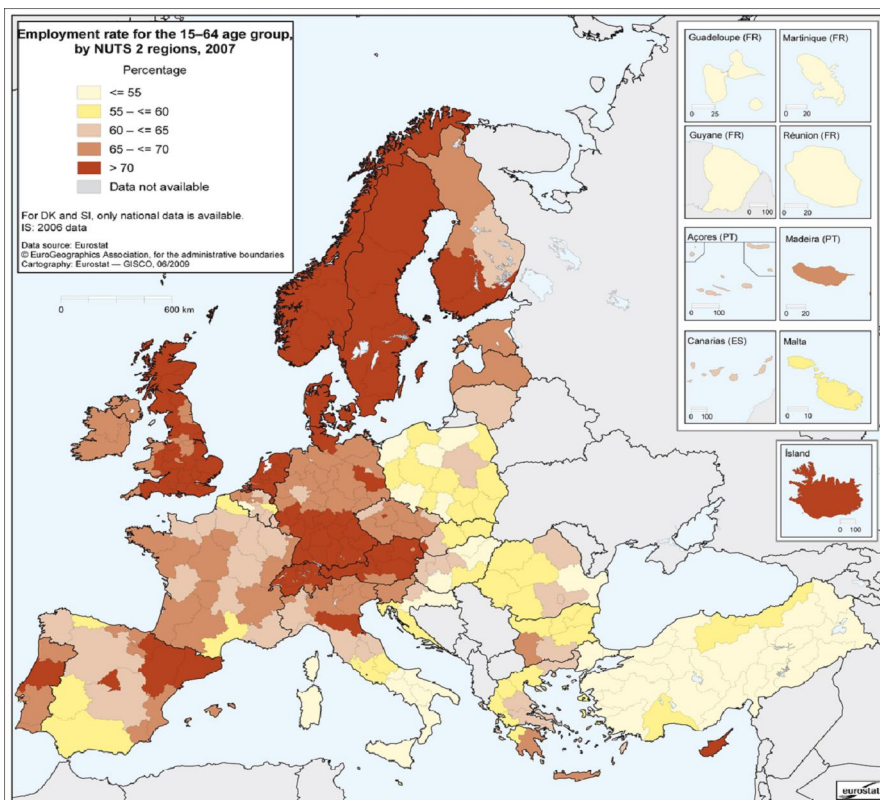 Employment rate for the 15–64 age group,
by NUTS 2 regions, 2007
Percentage
<= 55
55 – <= 60
60 – <= 65
65 – <= 70
> 70
Data not available
For DK and SI, only national data is available.
IS: 2006 data
Data source: Eurostat
© EuroGeographics Association, for the administrative boundaries
Cartography: Eurostat — GISCO, 06/2009
0 600 km
Guadeloupe (FR)
0 25
Martinique (FR)
0 20
Guyane (FR)
0 100
Réunion (FR)
0 20
Açores (PT)
0 100
Madeira (PT)
0 20
Canarias (ES)
0 100
Malta
0 10
Ísland
0 100
eurostat